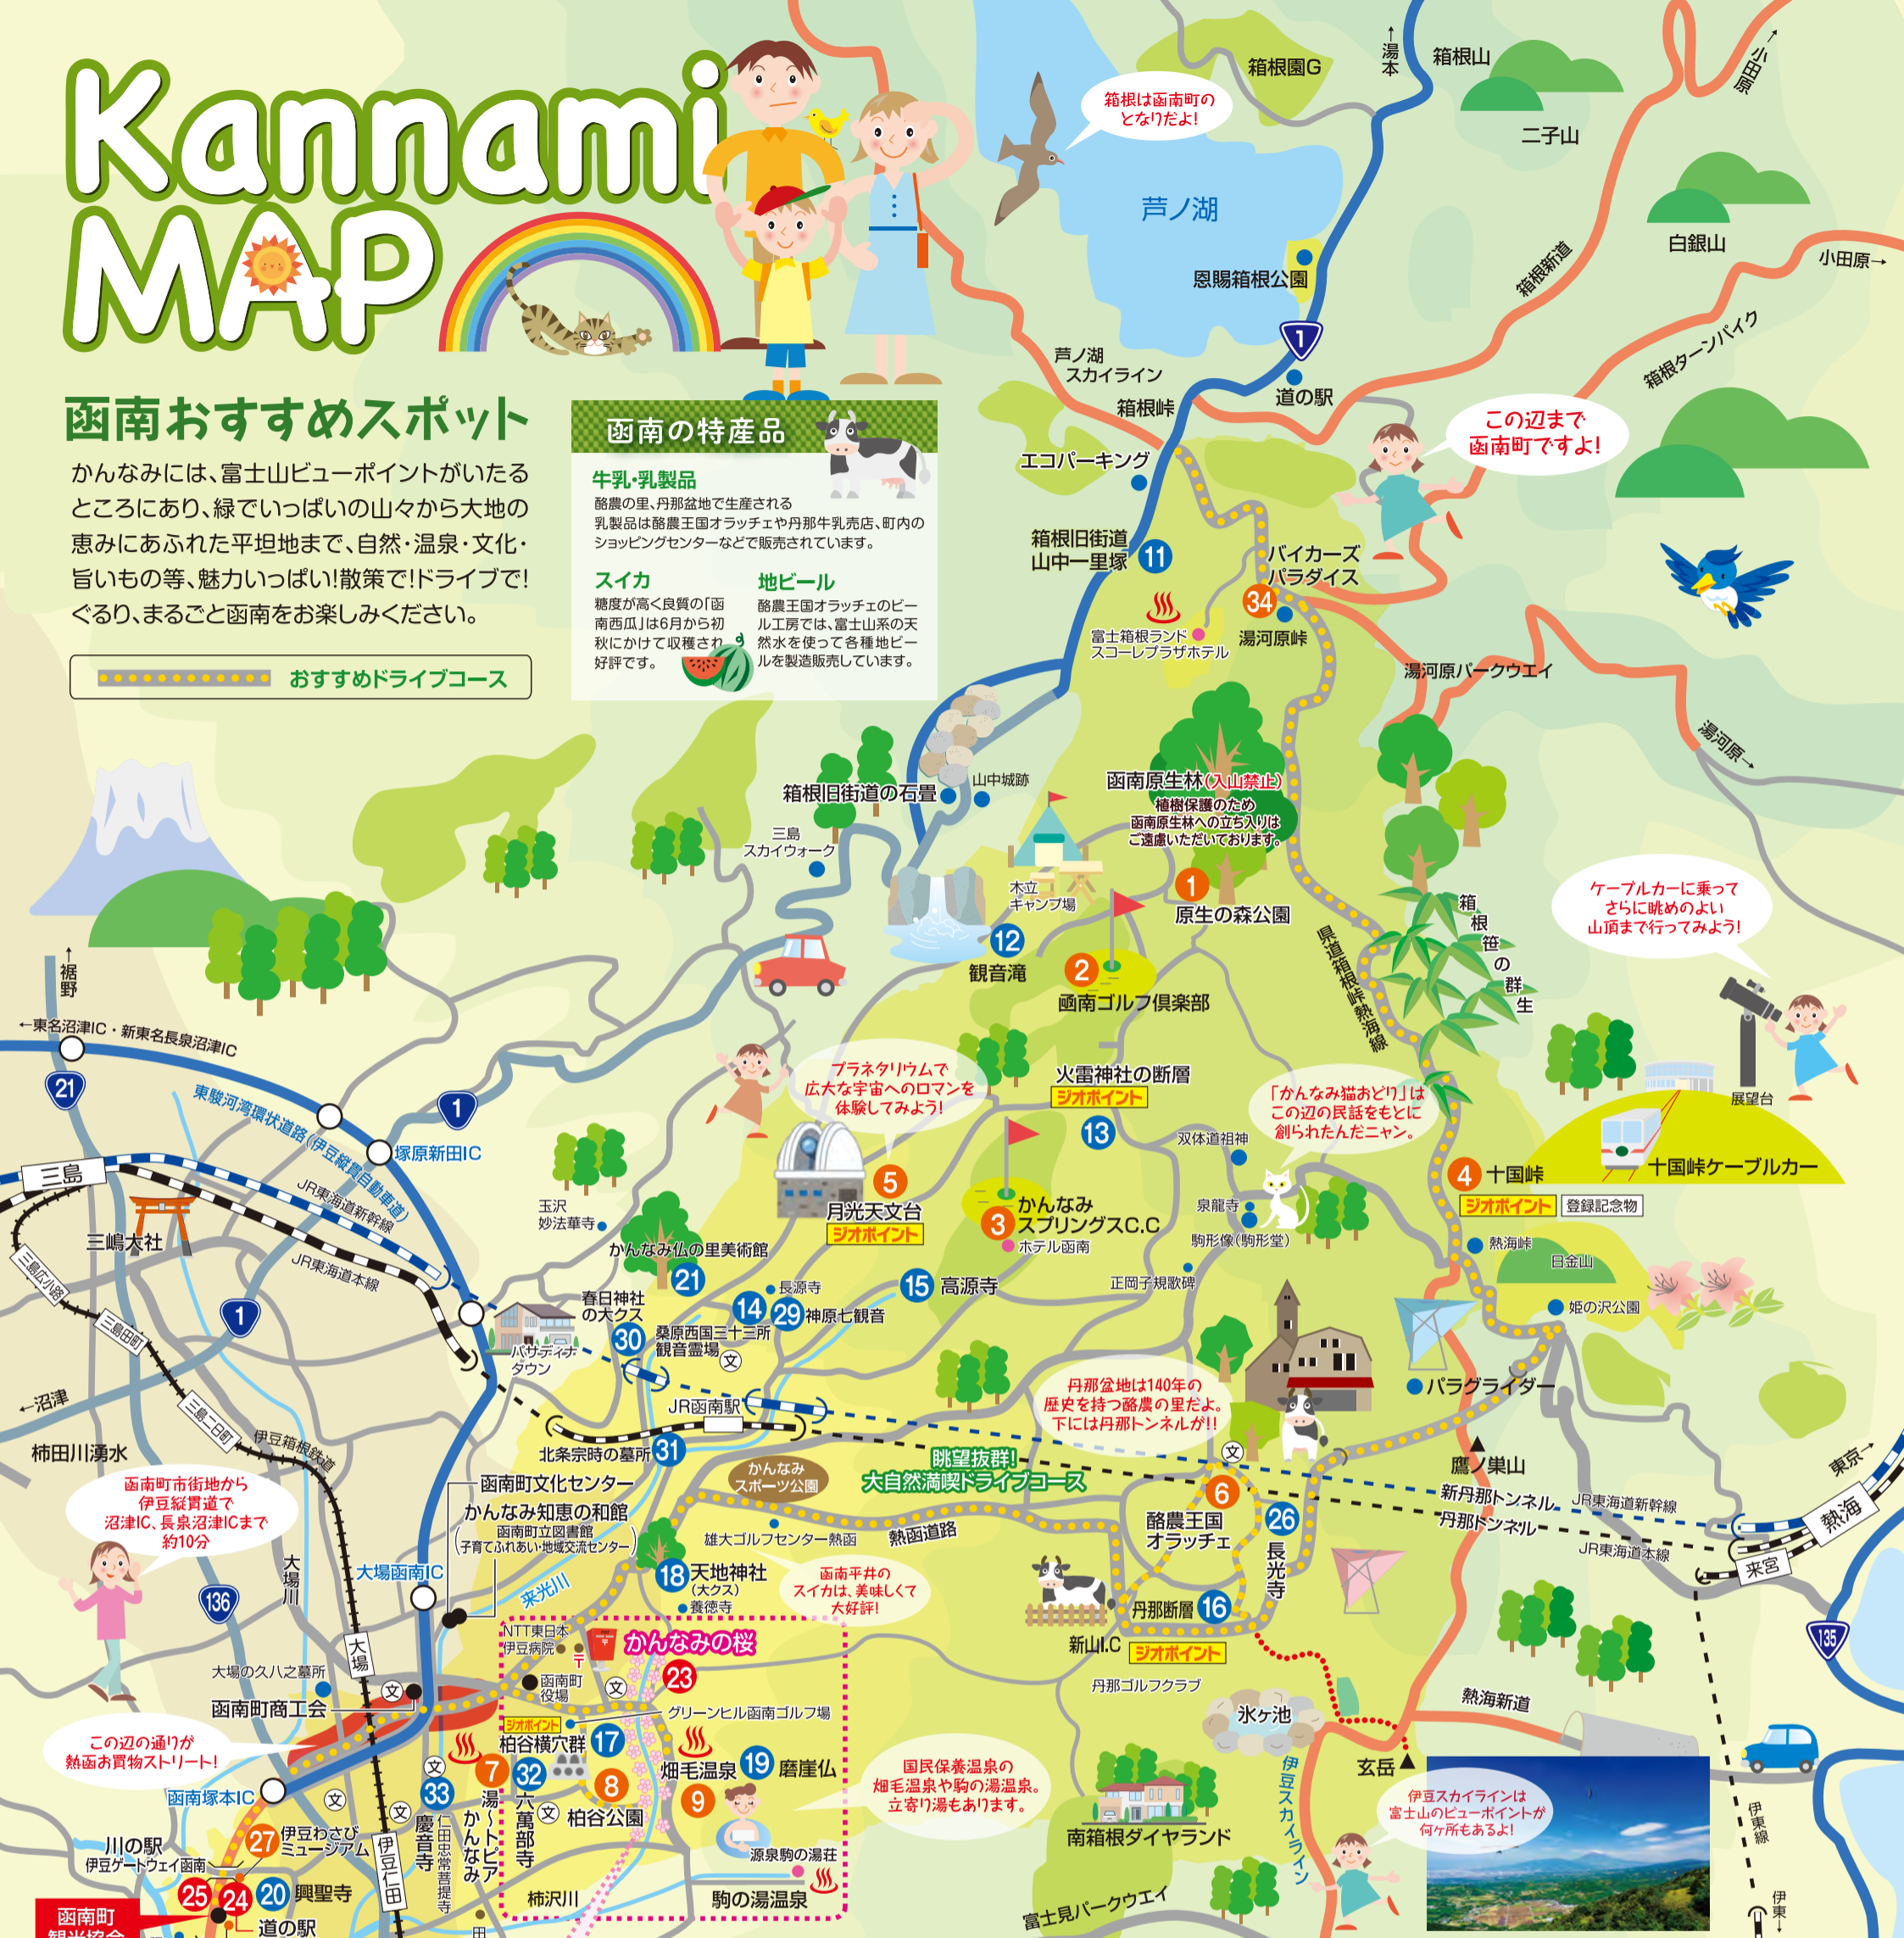 Kannami
MAP
函南おすすめスポット
かんなみには、富士山ビューポイントがいたる
ところにあり、緑でいっぱいの山々から大地の
恵みにあふれた平坦地まで、自然・温泉・文化・
旨いもの等、魅力いっぱい!散策で!ドライブで!
ぐるり、まるごと函南をお楽しみください。
おすすめドライブコース
函南の特産品
牛乳・乳製品
酪農の里、丹那盆地で生産される
乳製品は酪農王国オラッチェや丹那牛乳売店、町内の
ショッピングセンターなどで販売されています。
スイカ
糖度が高く良質の「函
南西瓜」は6月から初
秋にかけて収穫され
好評です。
地ビール
酪農王国オラッチェのビー
ル工房では、富士山系の天
然水を使って各種地ビー
ルを製造販売しています。
箱根は函南町の
となりだよ!
箱根園G
←湯本
箱根山
小田原→
二子山
白銀山
小田原→
芦ノ湖
恩賜箱根公園
1
道の駅
箱根新道
箱根ターンパイク
芦ノ湖
スカイライン
箱根峠
この辺まで
函南町ですよ!
エコパーキング
箱根旧街道
山中一里塚
11
バイカーズ
パラダイス
34
湯河原峠
富士箱根ランド
スコーレプラザホテル
湯河原パークウエイ
湯河原→
函南原生林(入山禁止)
植樹保護のため
函南原生林への立ち入りは
ご遠慮いただいております。
箱根旧街道の石畳
山中城跡
三島
スカイウォーク
木立
キャンプ場
1
原生の森公園
12
観音滝
2
函南ゴルフ倶楽部
県道箱根峠熱海線
箱根笹の群生
ケーブルカーに乗って
さらに眺めのよい
山頂まで行ってみよう!
展望台
十国峠ケーブルカー
←裾野
←東名沼津IC・新東名長泉沼津IC
21
東駿河湾環状道路(伊豆縦貫自動車道)
1
塚原新田IC
三島
JR東海道新幹線
JR東海道本線
三嶋大社
三島広小路
三島田町
三島二日町
伊豆箱根鉄道
1
←沼津
柿田川湧水
プラネタリウムで
広大な宇宙へのロマンを
体験してみよう!
5
月光天文台
ジオポイント
火雷神社の断層
ジオポイント
13
「かんなみ猫おどり」は
この辺の民話をもとに
創られたんだニャン。
双体道祖神
泉龍寺
駒形像(駒形堂)
正岡子規歌碑
3
かんなみ
スプリングスC.C
ホテル函南
4
十国峠
ジオポイント
登録記念物
熱海峠
日金山
姫の沢公園
パラグライダー
玉沢
妙法華寺
かんなみ仏の里美術館
21
長源寺
14
29
神原七観音
15
高源寺
春日神社
の大クス
30
桑原西国三十三所
観音霊場
文
パサディナ
タウン
JR函南駅
北条宗時の墓所
31
丹那盆地は140年の
歴史を持つ酪農の里だよ。
下には丹那トンネルが!!
文
かんなみ
スポーツ公園
眺望抜群!
大自然満喫ドライブコース
鷹ノ巣山
新丹那トンネル
JR東海道新幹線
丹那トンネル
JR東海道本線
東京→
熱海
来宮
135
函南町市街地から
伊豆縦貫道で
沼津IC、長泉沼津ICまで
約10分
函南町文化センター
かんなみ知恵の和館
(函南町立図書館
子育てふれあい・地域交流センター)
雄大ゴルフセンター熱函
熱函道路
6
酪農王国
オラッチェ
26
長光寺
大場函南IC
大場川
136
来光川
18
天地神社
(大クス)
養徳寺
函南平井の
スイカは、美味しくて
大好評!
丹那断層
16
新山I.C
ジオポイント
丹那ゴルフクラブ
大場
NTT東日本
伊豆病院
〒
かんなみの桜
23
函南町
役場
文
グリーンヒル函南ゴルフ場
大場の久八之墓所
文
函南町商工会
この辺の通りが
熱函お買物ストリート!
函南塚本IC
ジオポイント
柏谷横穴群
17
畑毛温泉
19
磨崖仏
7
湯〜トピアかんなみ
32
六萬部寺
文
8
柏谷公園
9
国民保養温泉の
畑毛温泉や駒の湯温泉。
立寄り湯もあります。
源泉駒の湯荘
駒の湯温泉
柿沢川
氷ヶ池
伊豆スカイライン
熱海新道
玄岳
伊豆スカイラインは
富士山のビューポイントが
何ケ所もあるよ!
南箱根ダイヤランド
富士見パークウエイ
伊東線
伊東→
文
33
慶音寺
仁田忠常菩提寺
文
文
伊豆仁田
27
伊豆わさび
ミュージアム
川の駅
伊豆ゲートウェイ函南
25
24
20
興聖寺
道の駅
函南町
観光協会
田